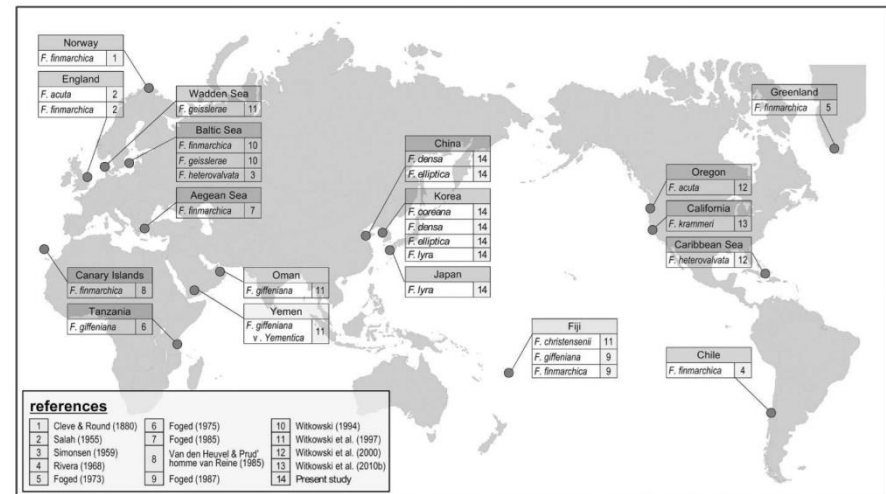 Norway
F. finmarchica 1
England
F. acuta 2
F. finmarchica 2
Wadden Sea
F. geisslerae 11
Baltic Sea
F. finmarchica 10
F. geisslerae 10
F. heterovalvata 3
Aegean Sea
F. finmarchica 7
Canary Islands
F. finmarchica 8
Tanzania
F. giffeniana 6
Oman
F. giffeniana 11
Yemen
F. giffeniana
v . Yementica 11
China
F. densa 14
F. elliptica 14
Korea
F. coreana 14
F. densa 14
F. elliptica 14
F. lyra 14
Japan
F. lyra 14
Fiji
F. christensenii 11
F. giffeniana 9
F. finmarchica 9
Greenland
F. finmarchica 5
Oregon
F. acuta 12
California
F. krammeri 13
Caribbean Sea
F. heterovalvata 12
Chile
F. finmarchica 4
references
1 Cleve & Round (1880)
2 Salah (1955)
3 Simonsen (1959)
4 Rivera (1968)
5 Foged (1973)
6 Foged (1975)
7 Foged (1985)
8 Van den Heuvel & Prud'
homme van Reine (1985)
9 Foged (1987)
10 Witkowski (1994)
11 Witkowski et al. (1997)
12 Witkowski et al. (2000)
13 Witkowski et al. (2010b)
14 Present study